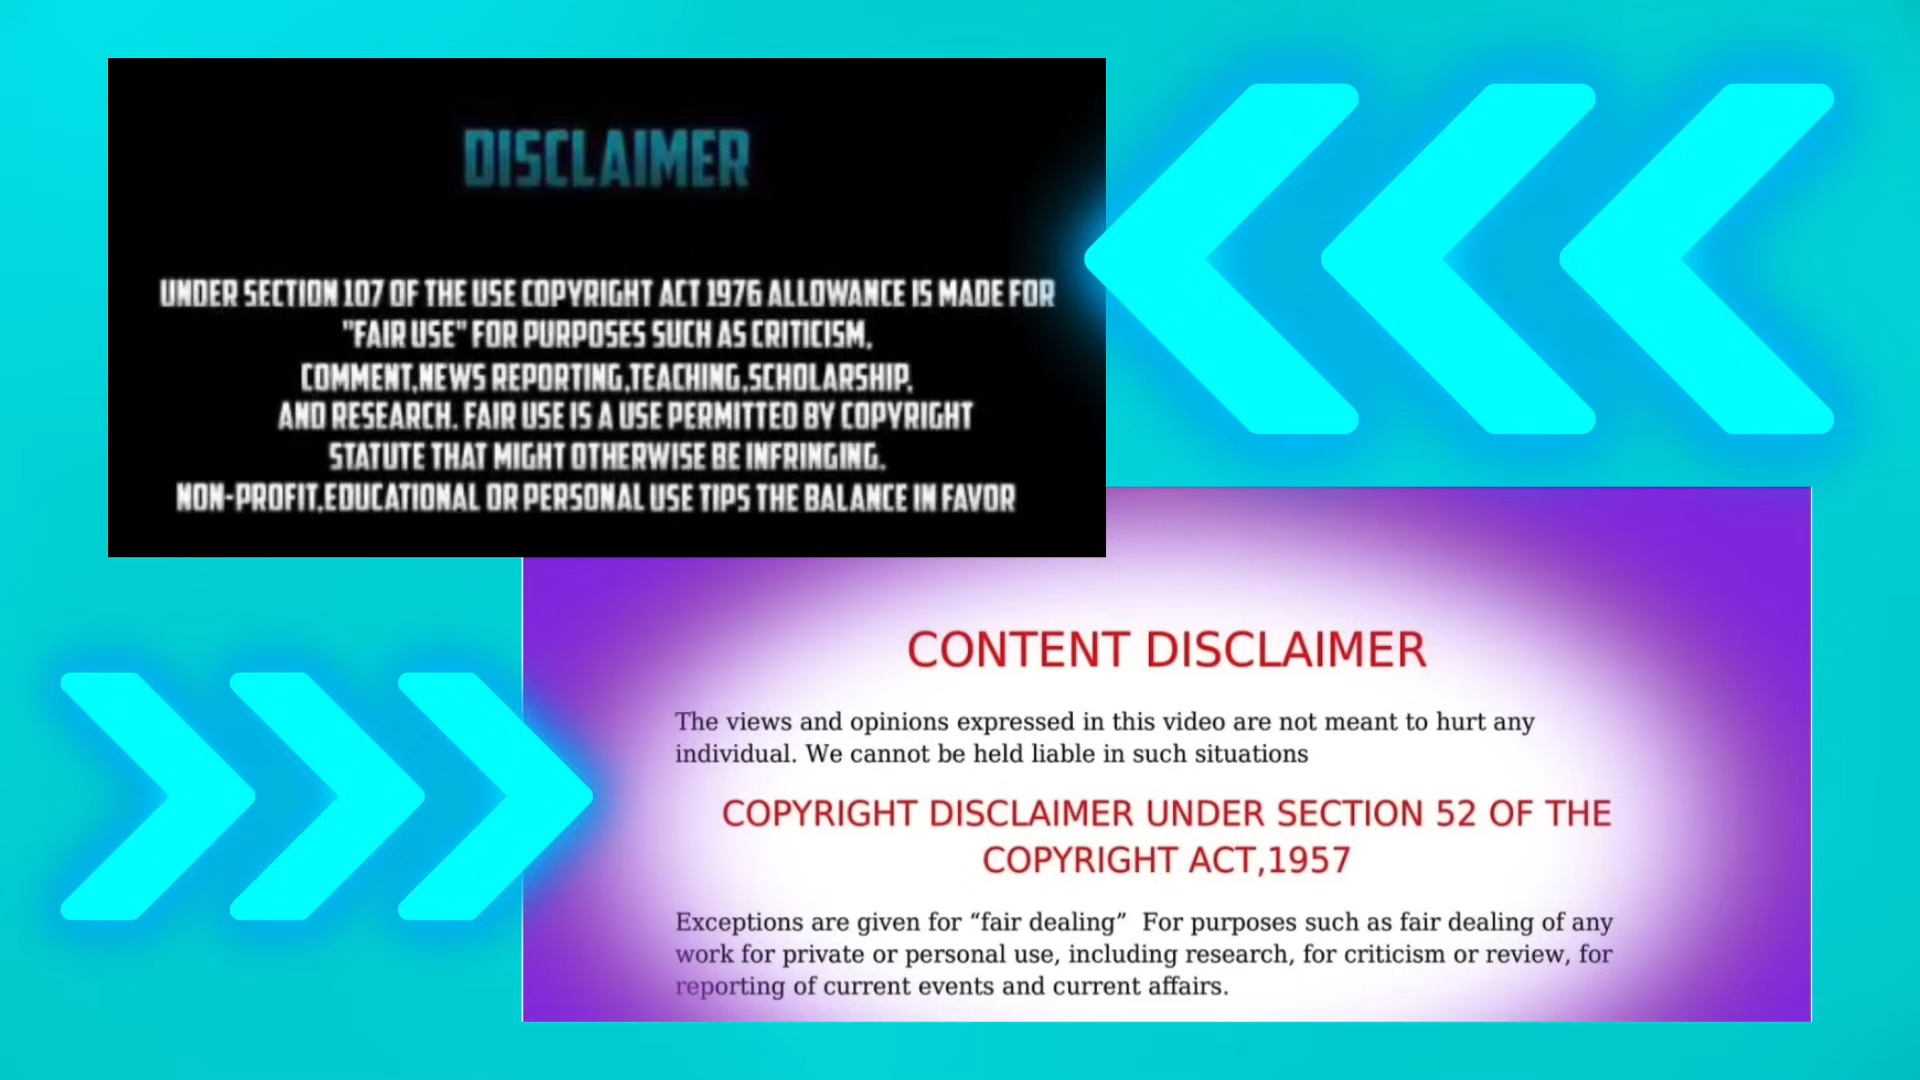 DISCLAIMER
UNDER SECTION 107 OF THE USE COPYRIGHT ACT 1976 ALLOWANCE IS MADE FOR
"FAIR USE" FOR PURPOSES SUCH AS CRITICISM,
COMMENT,NEWS REPORTING,TEACHING,SCHOLARSHIP,
AND RESEARCH. FAIR USE IS A USE PERMITTED BY COPYRIGHT
STATUTE THAT MIGHT OTHERWISE BE INFRINGING.
NON-PROFIT,EDUCATIONAL OR PERSONAL USE TIPS THE BALANCE IN FAVOR
CONTENT DISCLAIMER
The views and opinions expressed in this video are not meant to hurt any
individual. We cannot be held liable in such situations
COPYRIGHT DISCLAIMER UNDER SECTION 52 OF THE
COPYRIGHT ACT,1957
Exceptions are given for “fair dealing”  For purposes such as fair dealing of any
work for private or personal use, including research, for criticism or review, for
reporting of current events and current affairs.